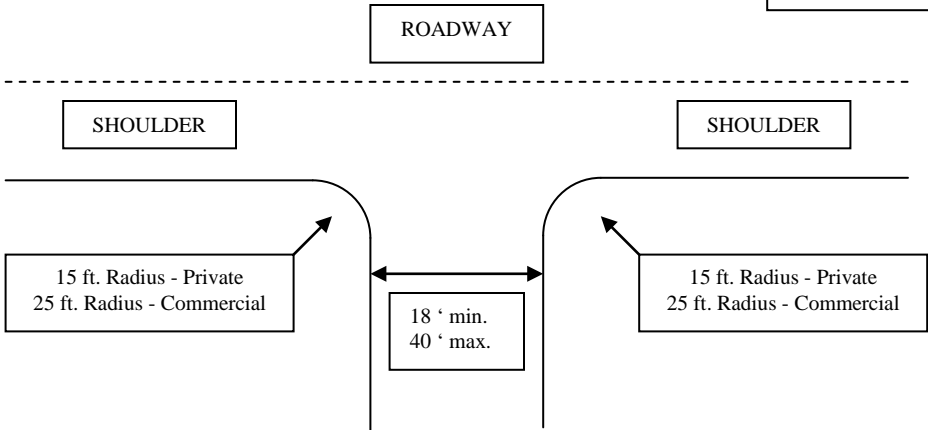 ROADWAY
SHOULDER
SHOULDER
15 ft. Radius - Private
25 ft. Radius - Commercial
15 ft. Radius - Private
25 ft. Radius - Commercial
18 ‘ min.
40 ‘ max.